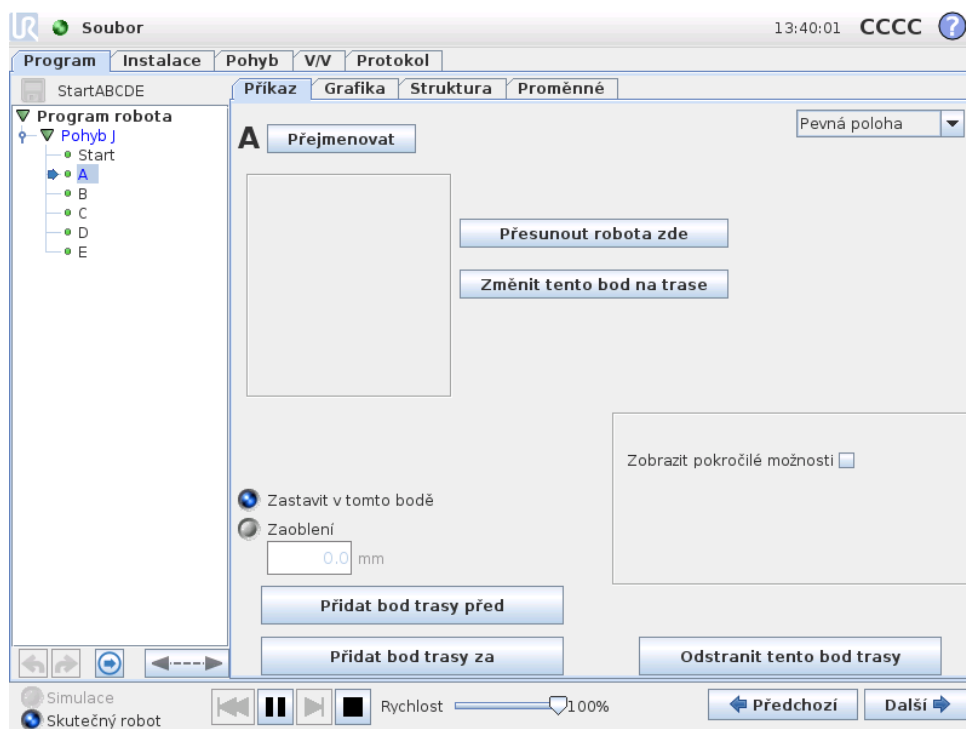 UR Soubor 13:40:01 CCCC ?
Program Instalace Pohyb V/V Protokol
StartABCDE
Příkaz Grafika Struktura Proměnné
Program robota
Pohyb J
Start
A
B
C
D
E
A Přejmenovat
Pevná poloha
Přesunout robota zde
Změnit tento bod na trase
Zobrazit pokročilé možnosti
Zastavit v tomto bodě
Zaoblení
0.0 mm
Přidat bod trasy před
Přidat bod trasy za
Odstranit tento bod trasy
Simulace
Skutečný robot
Rychlost 100%
Předchozí
Další